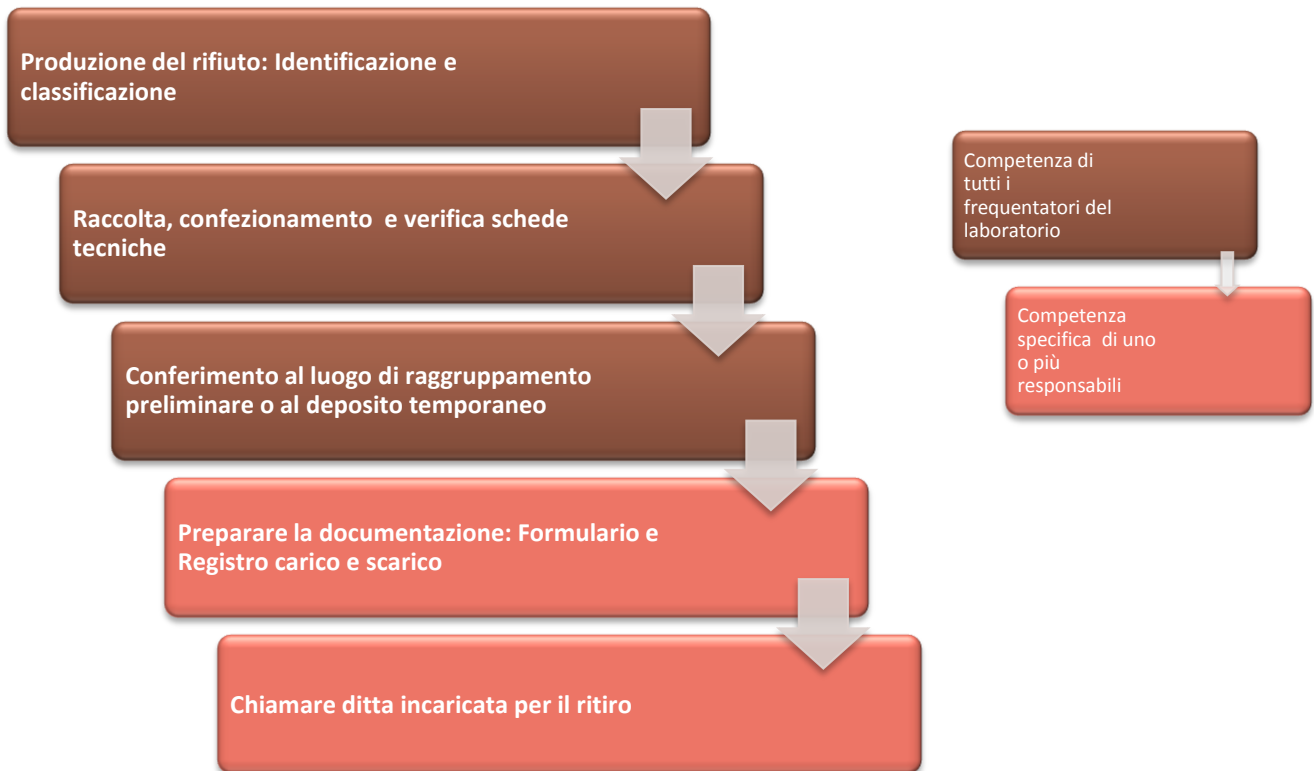 Produzione del rifiuto: Identificazione e
classificazione
Raccolta, confezionamento e verifica schede
tecniche
Conferimento al luogo di raggruppamento
preliminare o al deposito temporaneo
Preparare la documentazione: Formulario e
Registro carico e scarico
Chiamare ditta incaricata per il ritiro
Competenza di
tutti i
frequentatori del
laboratorio
Competenza
specifica di uno
o più
responsabili